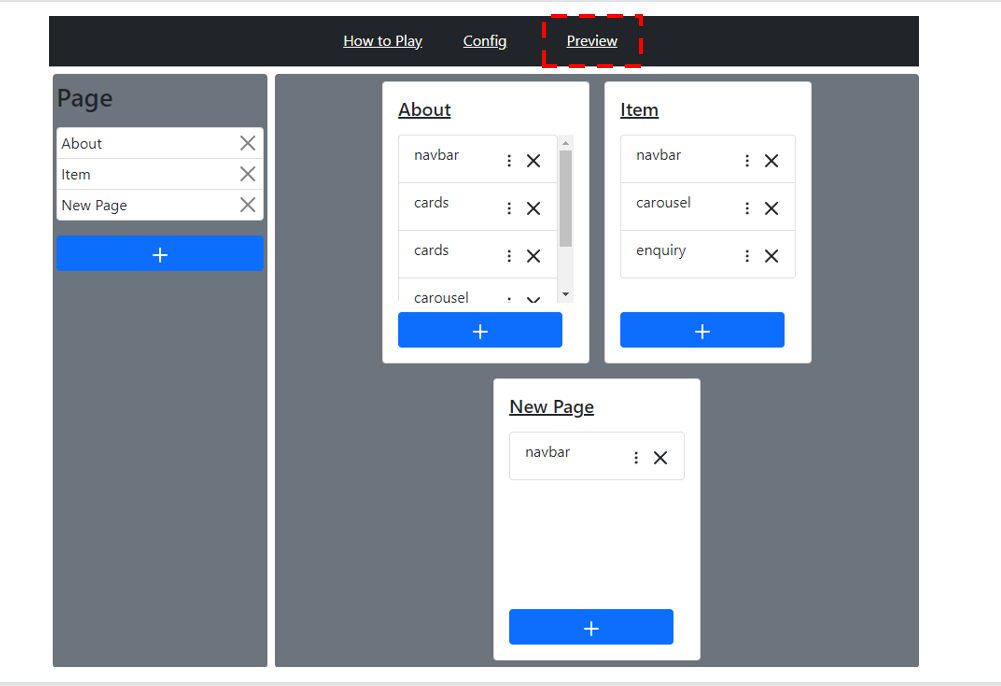 How to Play Config Preview
Page
About
Item
New Page
About
navbar
cards
cards
carousel
Item
navbar
carousel
enquiry
New Page
navbar